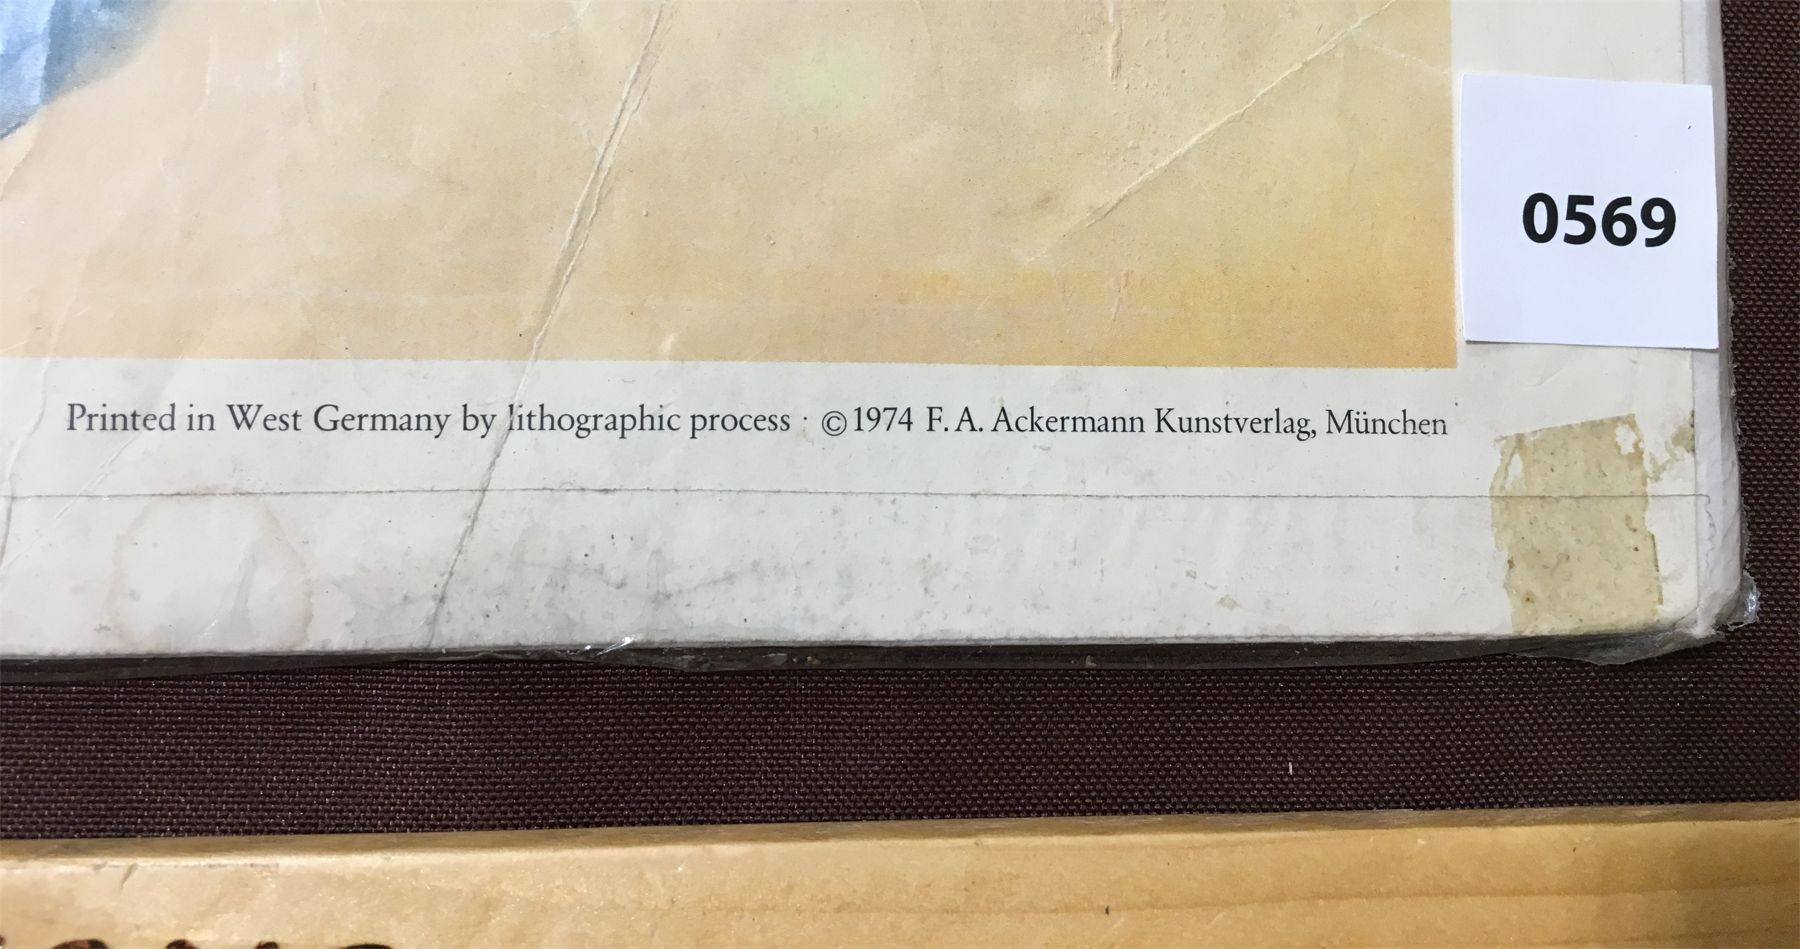 0569
Printed in West Germany by lithographic process · © 1974 F. A. Ackermann Kunstverlag, München